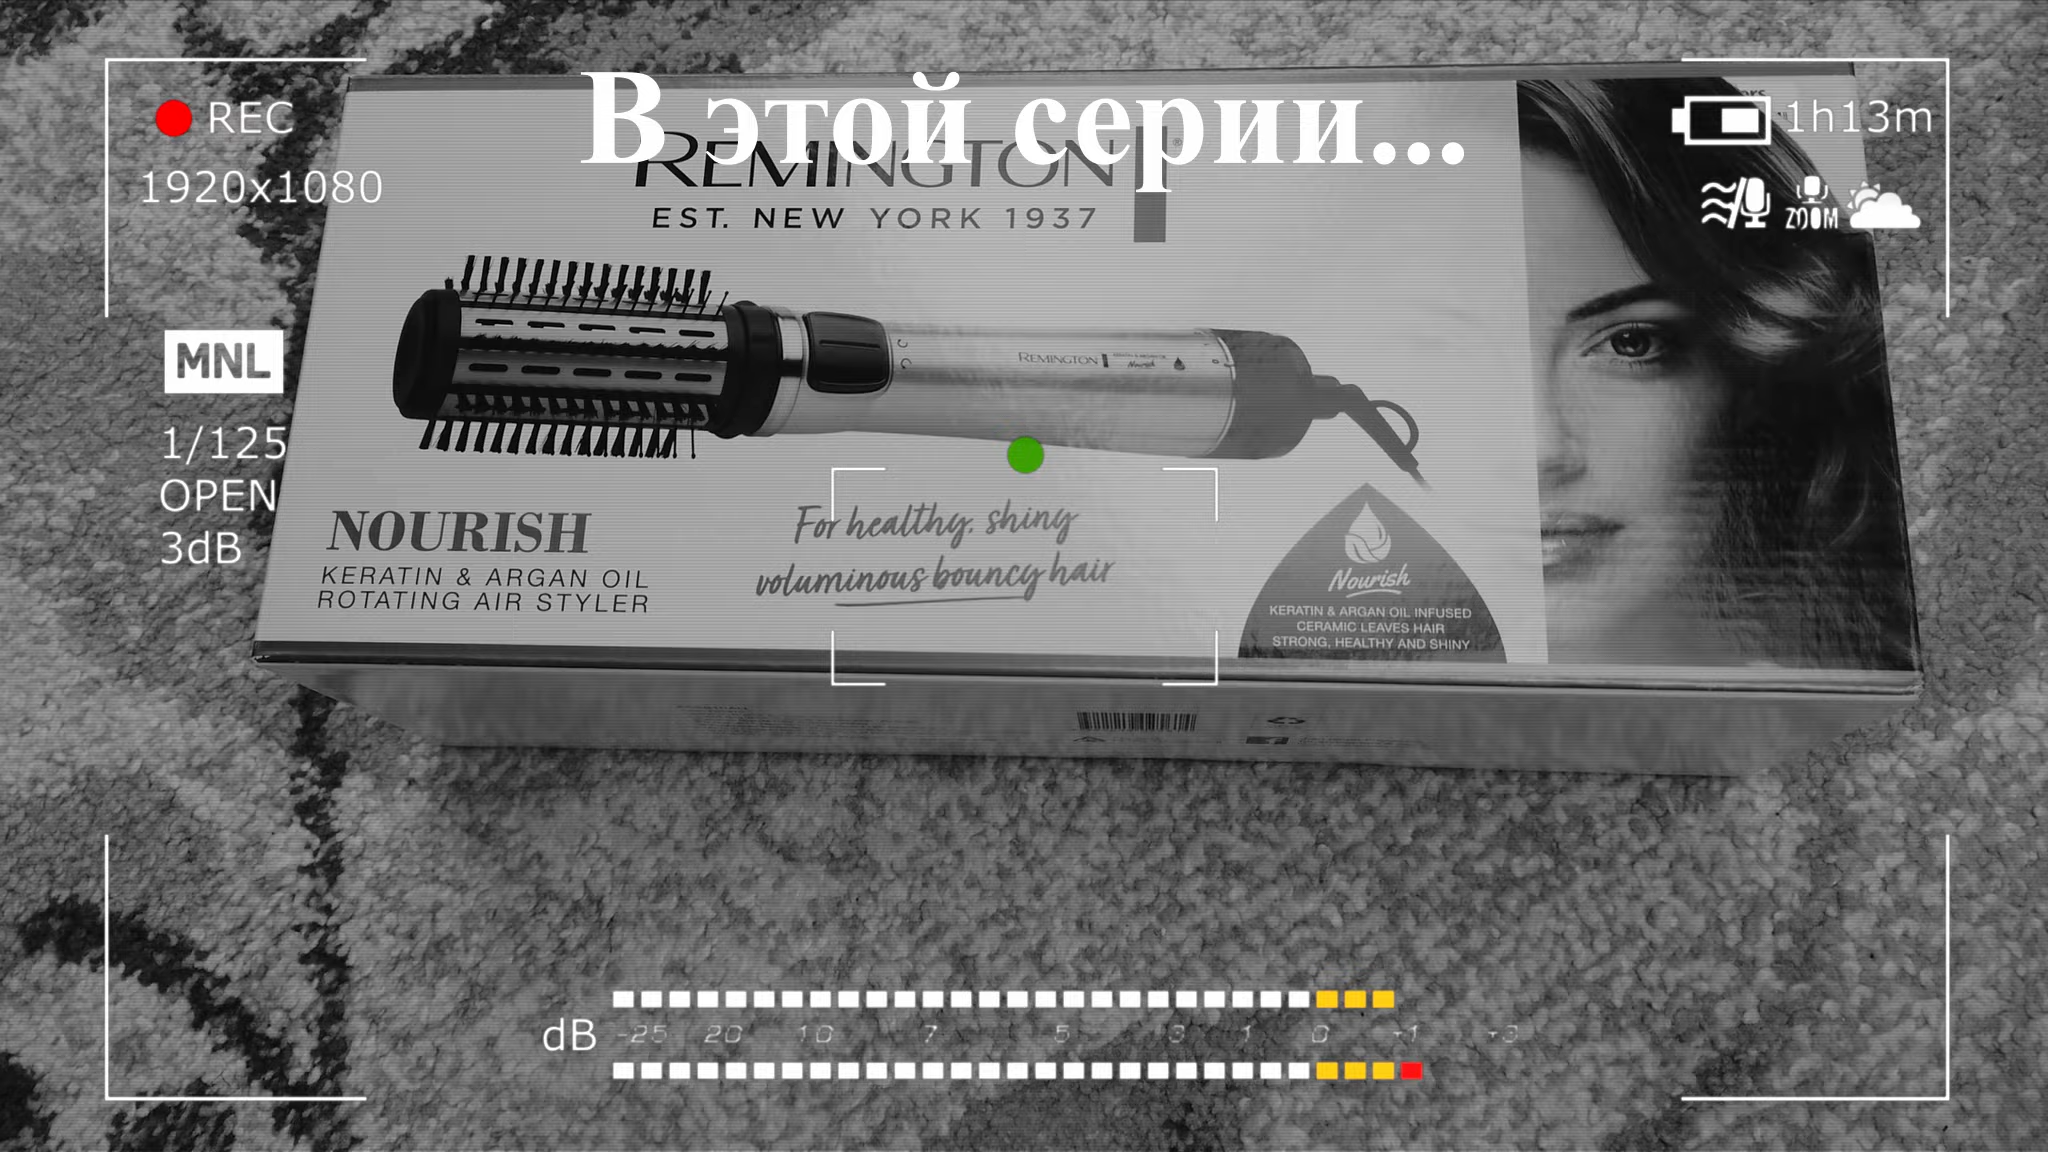 В этой серии...
REC
1920x1080
1h13m
ZOOM
REMINGTON
EST. NEW YORK 1937
MNL
1/125
OPEN
3dB
REMINGTON
Nourish
NOURISH
KERATIN & ARGAN OIL
ROTATING AIR STYLER
For healthy, shiny
voluminous bouncy hair
Nourish
KERATIN & ARGAN OIL INFUSED
CERAMIC LEAVES HAIR
STRONG, HEALTHY AND SHINY
dB -25 20 10 7 5 3 1 0 +1 +3